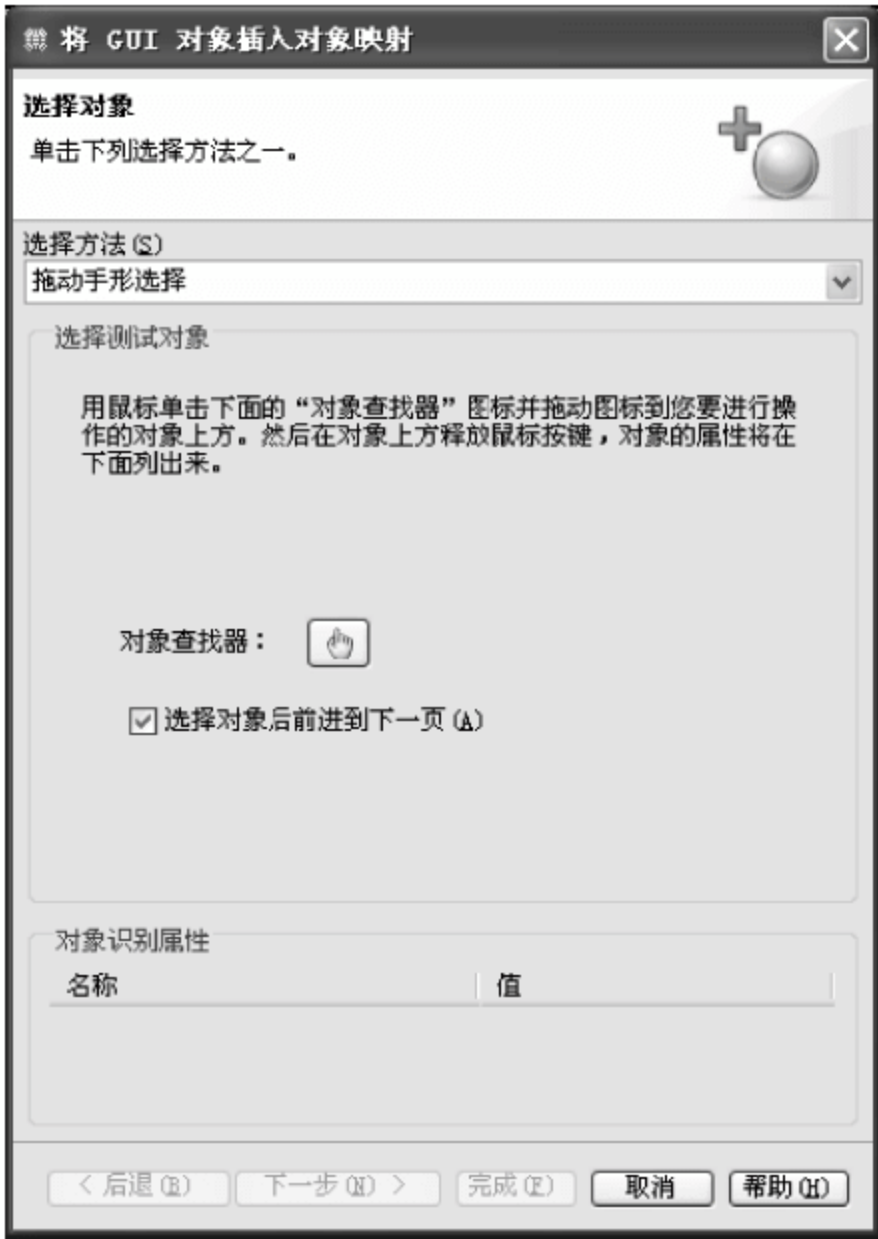 将 GUI 对象插入对象映射
选择对象
单击下列选择方法之一。
选择方法(S)
拖动手形选择
选择测试对象
用鼠标单击下面的“对象查找器”图标并拖动图标到您要进行操
作的对象上方。然后在对象上方释放鼠标按键，对象的属性将在
下面列出来。
对象查找器：
选择对象后前进到下一页(A)
对象识别属性
名称 值
< 后退(B) 下一步(N) > 完成(F) 取消 帮助(H)